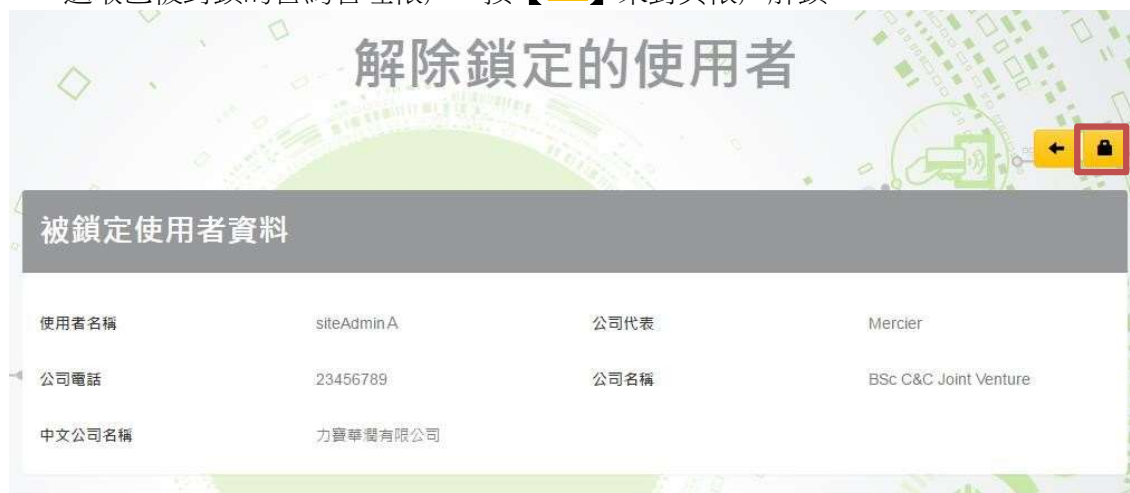 解除鎖定的使用者
被鎖定使用者資料
使用者名稱 siteAdminA 公司代表 Mercier
公司電話 23456789 公司名稱 BSc C&C Joint Venture
中文公司名稱 力寶華潤有限公司